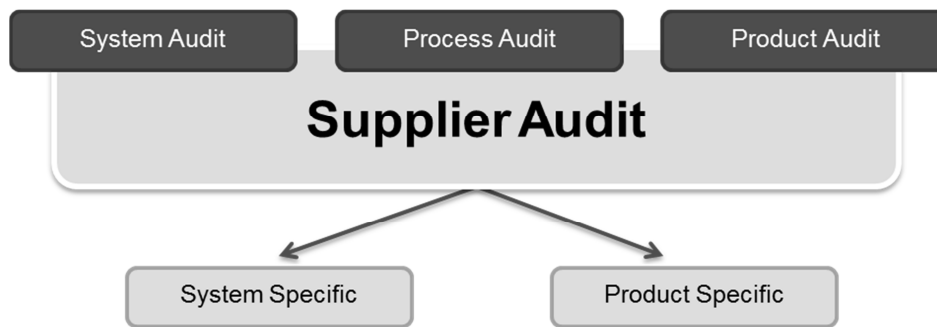 System Audit
Process Audit
Product Audit
Supplier Audit
System Specific
Product Specific